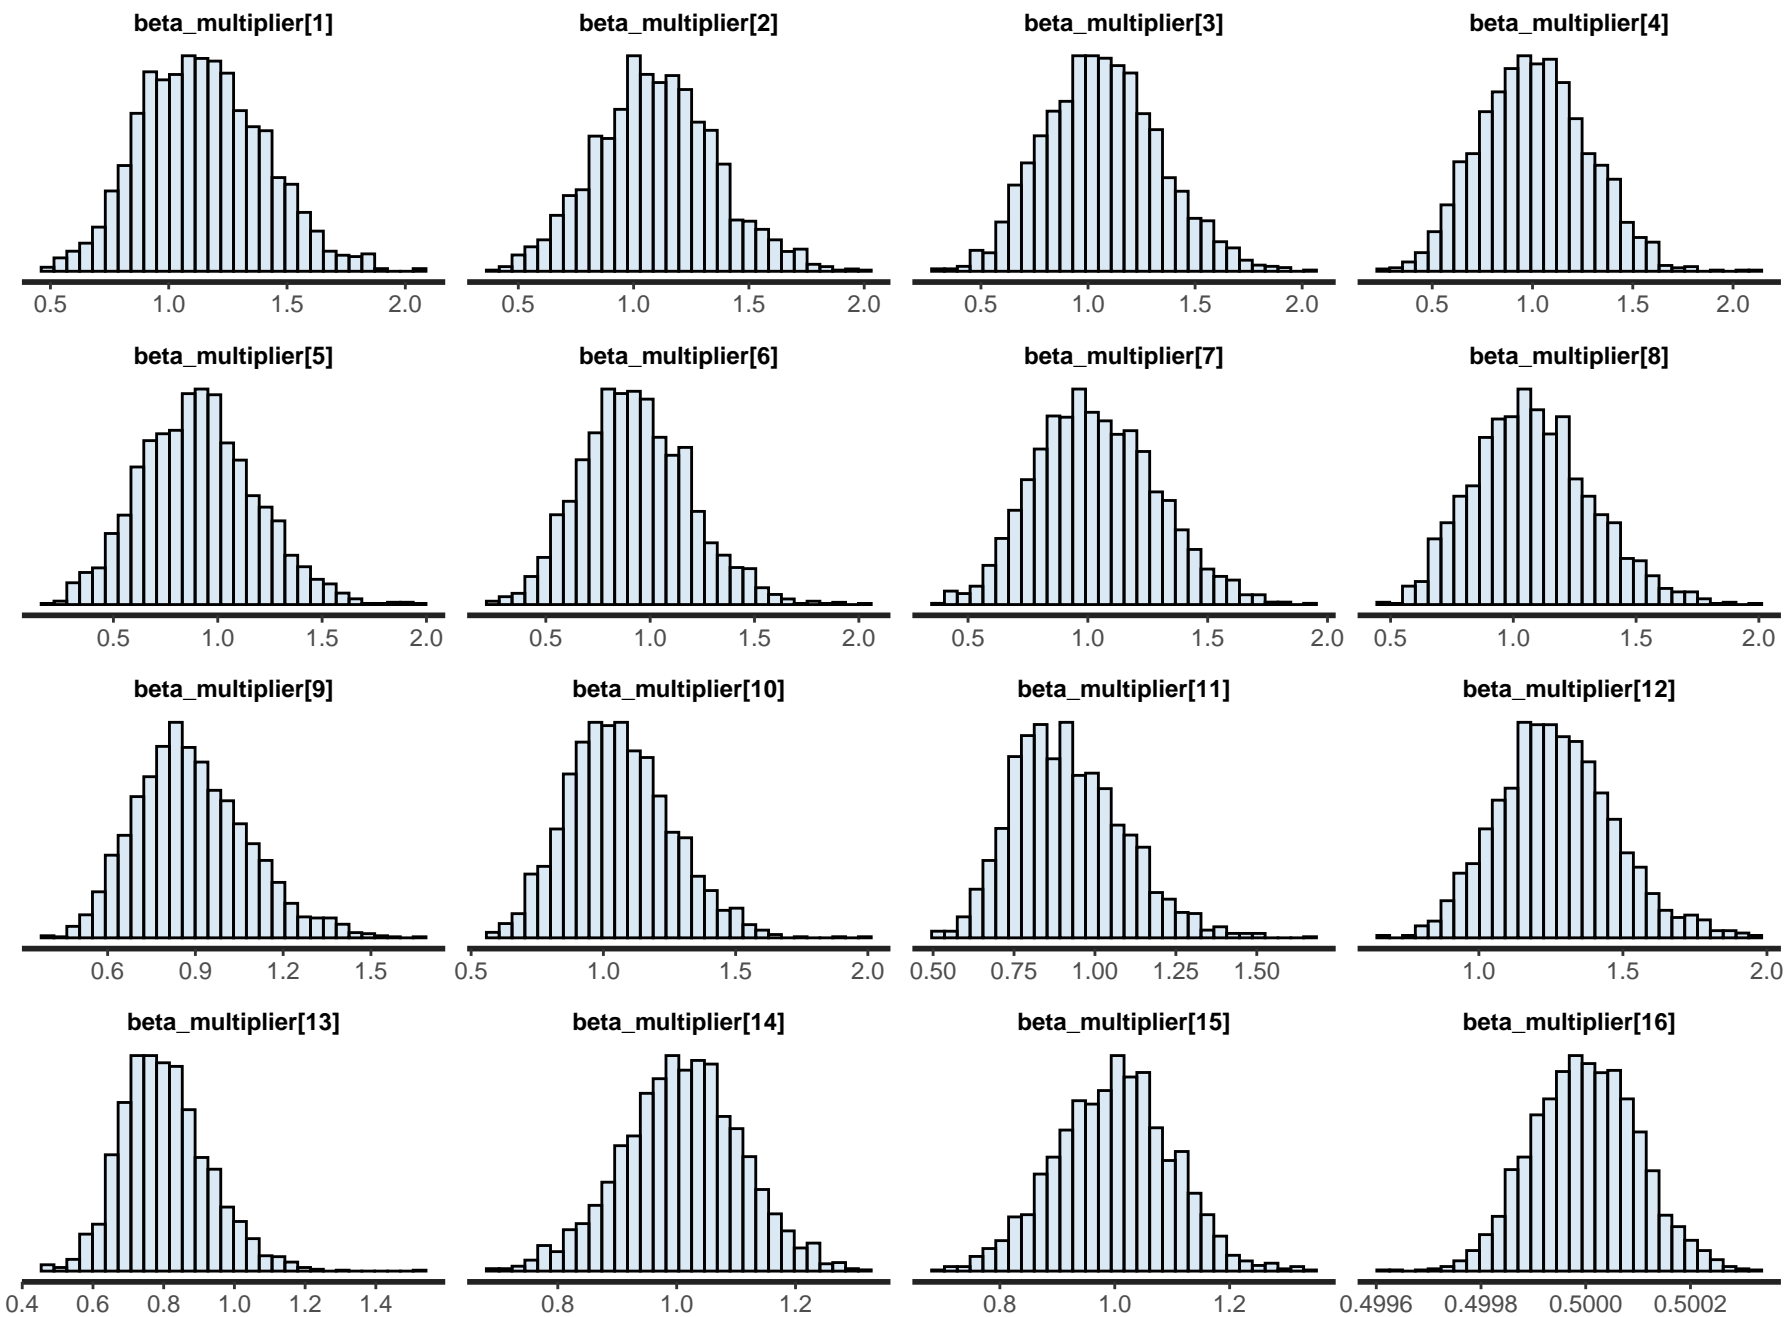 beta_multiplier[1] beta_multiplier[2] beta_multiplier[3] beta_multiplier[4]
0.5 1.0 1.5 2.0 0.5 1.0 1.5 2.0 0.5 1.0 1.5 2.0 0.5 1.0 1.5 2.0
beta_multiplier[5] beta_multiplier[6] beta_multiplier[7] beta_multiplier[8]
0.5 1.0 1.5 2.0 0.5 1.0 1.5 2.0 0.5 1.0 1.5 2.0 0.5 1.0 1.5 2.0
beta_multiplier[9] beta_multiplier[10] beta_multiplier[11] beta_multiplier[12]
0.6 0.9 1.2 1.5 0.5 1.0 1.5 2.0 0.50 0.75 1.00 1.25 1.50 1.0 1.5 2.0
beta_multiplier[13] beta_multiplier[14] beta_multiplier[15] beta_multiplier[16]
0.4 0.6 0.8 1.0 1.2 1.4 0.8 1.0 1.2 0.8 1.0 1.2 0.4996 0.4998 0.5000 0.5002